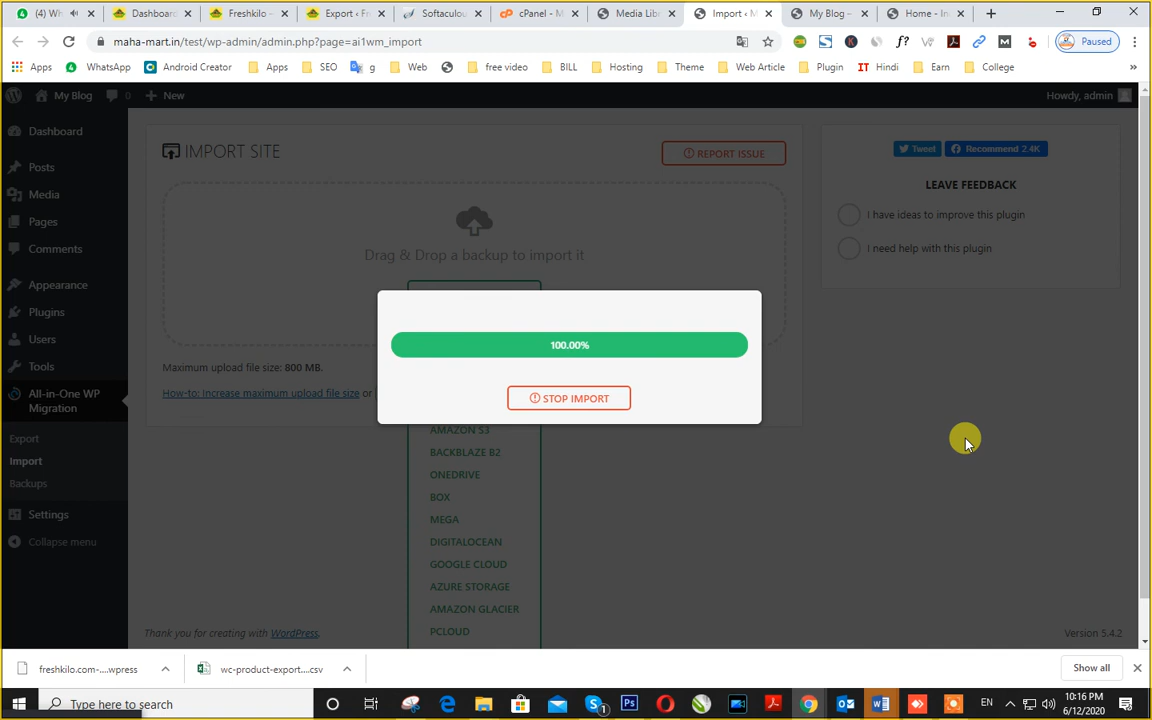 (4) Wh
Dashboard
Freshkilo –
Export ‹ Fr
Softaculou
cPanel - M
Media Lib
Import ‹ M
My Blog –
Home - In
maha-mart.in/test/wp-admin/admin.php?page=ai1wm_import
Paused
Apps
WhatsApp
Android Creator
Apps
SEO
g
Web
free video
BILL
Hosting
Theme
Web Article
Plugin
Hindi
Earn
College
My Blog
0
New
Howdy, admin
Dashboard
Posts
Media
Pages
Comments
Appearance
Plugins
Users
Tools
All-in-One WP
Migration
Export
Import
Backups
Settings
Collapse menu
IMPORT SITE
REPORT ISSUE
Drag & Drop a backup to import it
Maximum upload file size: 800 MB.
How-to: Increase maximum upload file size or
100.00%
STOP IMPORT
AMAZON S3
BACKBLAZE B2
ONEDRIVE
BOX
MEGA
DIGITALOCEAN
GOOGLE CLOUD
AZURE STORAGE
AMAZON GLACIER
PCLOUD
Tweet
Recommend 2.4K
LEAVE FEEDBACK
I have ideas to improve this plugin
I need help with this plugin
Thank you for creating with WordPress.
Version 5.4.2
freshkilo.com-....wpress
wc-product-export....csv
Show all
Type here to search
EN
10:16 PM
6/12/2020